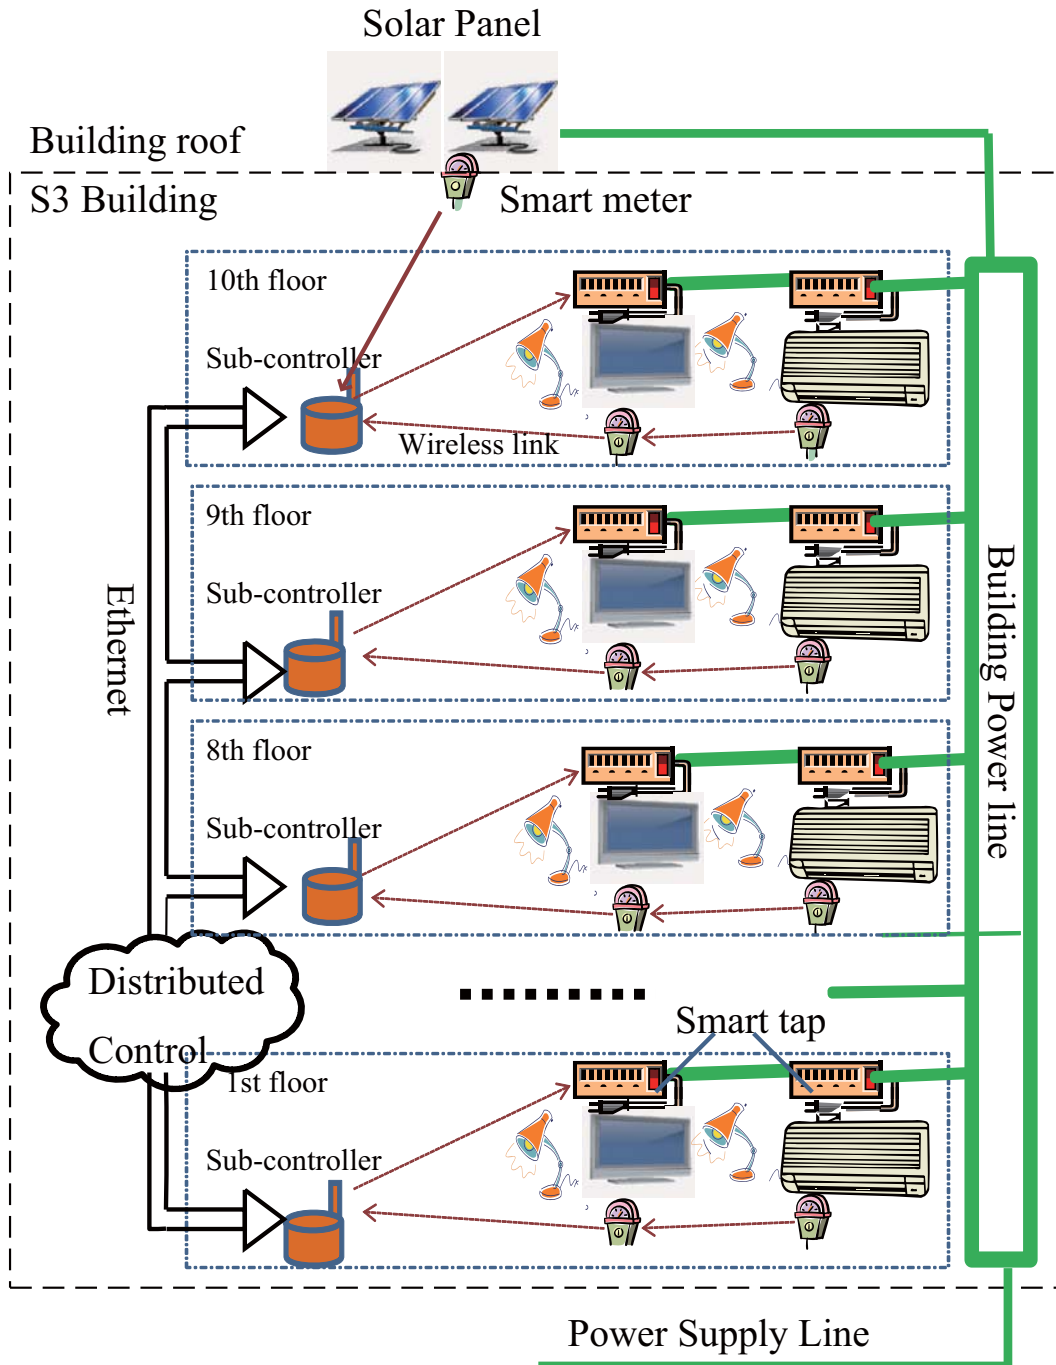 Solar Panel
Building roof
S3 Building
Smart meter
10th floor
Sub-controller
Wireless link
9th floor
Sub-controller
Ethernet
Building Power line
8th floor
Sub-controller
Distributed
Control
Smart tap
1st floor
Sub-controller
Power Supply Line